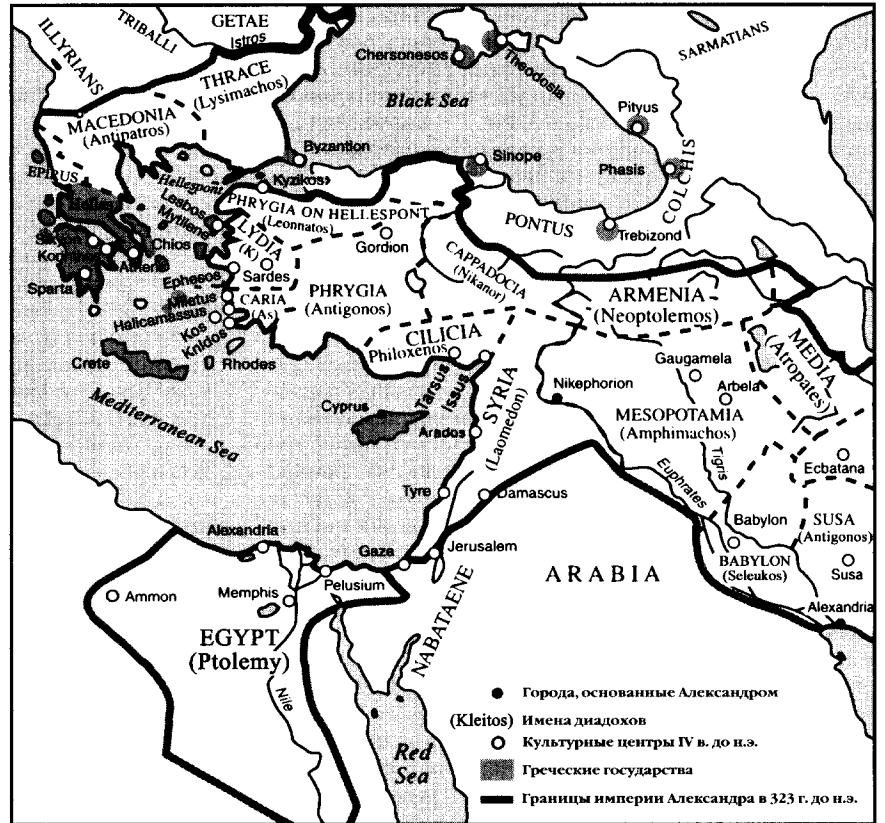 GETAE
Istros
TRIBALLI
ILLYRIANS
SARMATIANS
Chersonesos
Theodosia
THRACE
(Lysimachos)
Black Sea
MACEDONIA
(Antipatros)
Pityus
Byzantion
Sinope
Phasis
COLCHIS
EPIRUS
Hellespont
Kyzikos
Hellas
Lesbos
Mytilene
PHRYGIA ON HELLESPONT
(Leonnatos)
PONTUS
Trebizond
Sikyon
Korinthos
Athens
Chios
LYDIA
(K)
Gordion
CAPPADOCIA
(Nikanor)
Sparta
Ephesos
Sardes
PHRYGIA
(Antigonos)
ARMENIA
(Neoptolemos)
Miletus
CARIA
(As)
Halicarnassus
Kos
Knidos
CILICIA
Philoxenos
MEDIA
(Atropates)
Crete
Rhodes
Tarsus
Issus
Gaugamela
Nikephorion
Arbela
Mediterranean Sea
Cyprus
SYRIA
(Laomedon)
MESOPOTAMIA
(Amphimachos)
Arados
Tigris
Ecbatana
Euphrates
Tyre
Damascus
Babylon
SUSA
(Antigonos)
Alexandria
Gaza
Jerusalem
BABYLON
(Seleukos)
Susa
Ammon
Memphis
Pelusium
ARABIA
Alexandria
EGYPT
(Ptolemy)
NABATAENE
Nile
Red
Sea
Города, основанные Александром
(Kleitos) Имена диадохов
Культурные центры IV в. до н.э.
Греческие государства
Границы империи Александра в 323 г. до н.э.